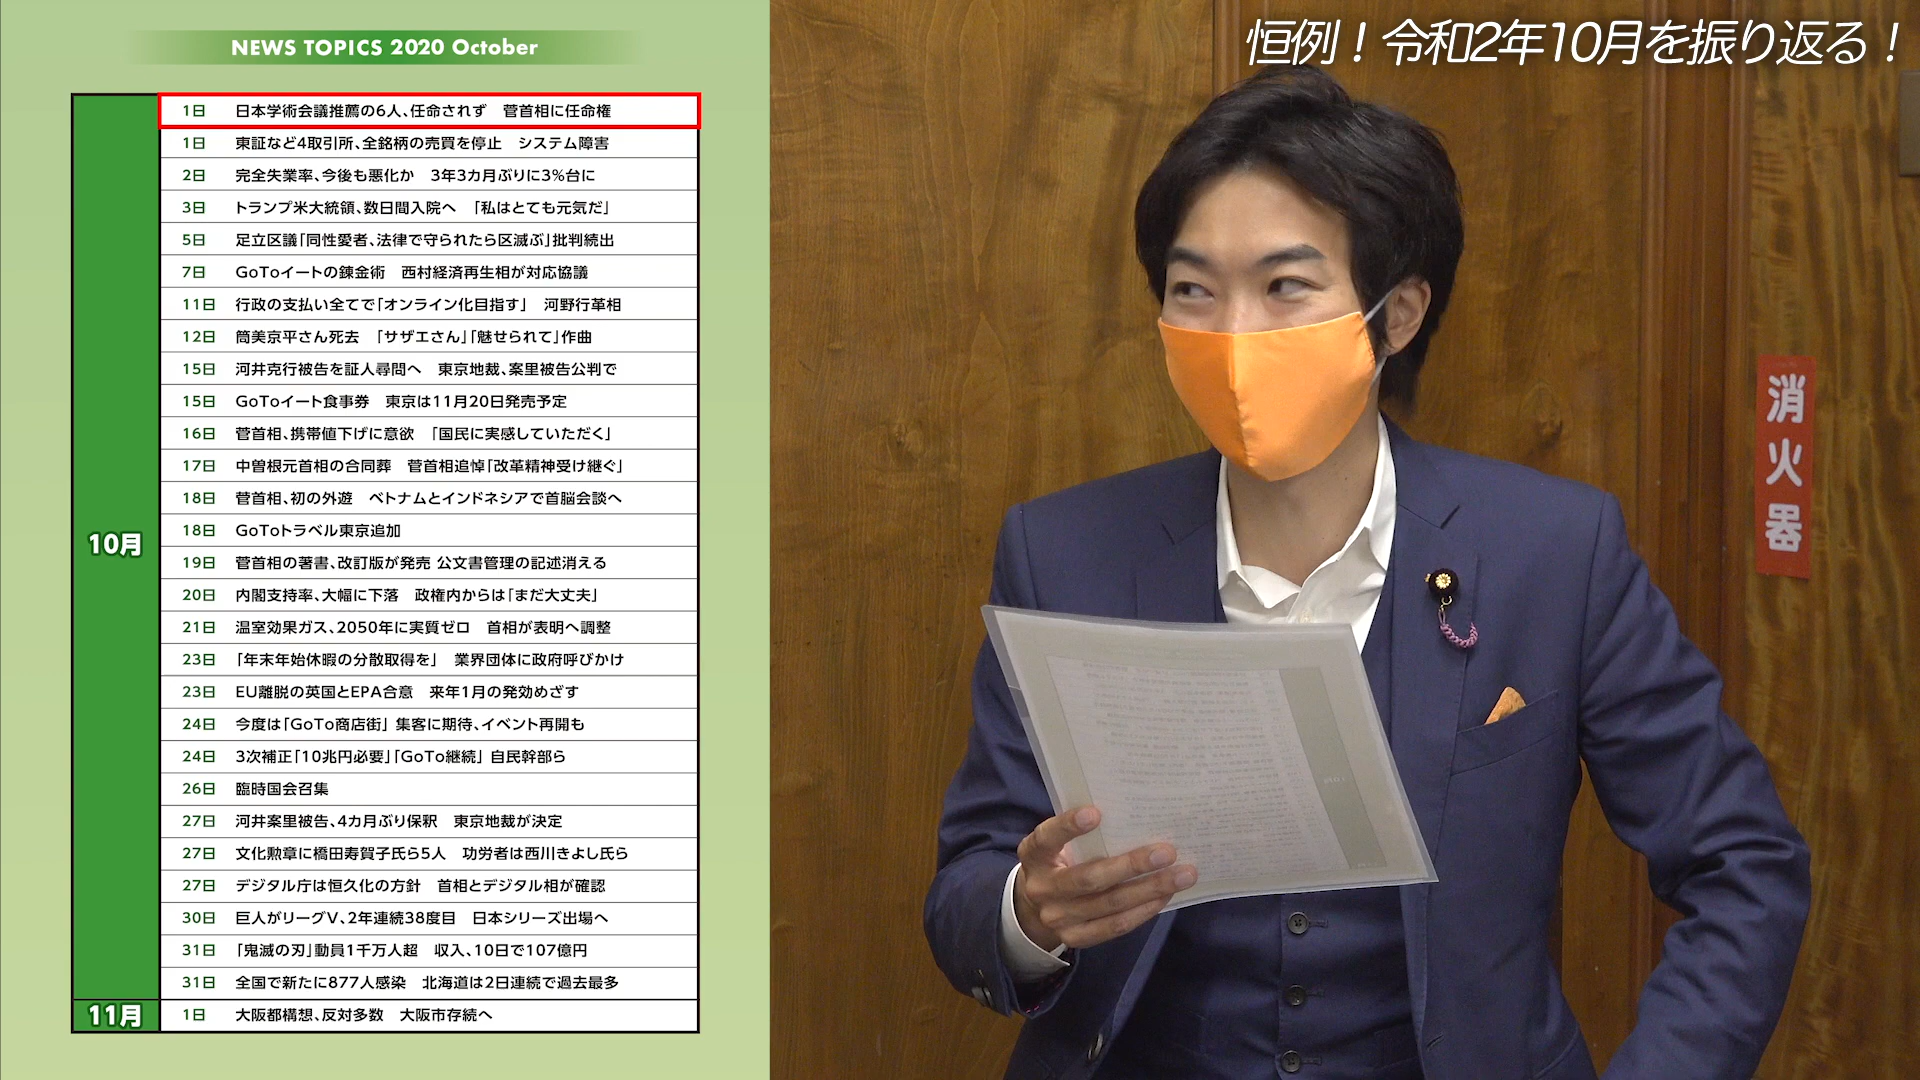 恒例！令和2年10月を振り返る！
NEWS TOPICS 2020 October
10月
1日 日本学術会議推薦の6人、任命されず 菅首相に任命権
1日 東証など4取引所、全銘柄の売買を停止 システム障害
2日 完全失業率、今後も悪化か 3年3カ月ぶりに3%台に
3日 トランプ米大統領、数日間入院へ 「私はとても元気だ」
5日 足立区議「同性愛者、法律で守られたら区滅ぶ」批判続出
7日 GoToイートの錬金術 西村経済再生相が対応協議
11日 行政の支払い全てで「オンライン化目指す」 河野行革相
12日 筒美京平さん死去 「サザエさん」「魅せられて」作曲
15日 河井克行被告を証人尋問へ 東京地裁、案里被告公判で
15日 GoToイート食事券 東京は11月20日発売予定
16日 菅首相、携帯値下げに意欲 「国民に実感していただく」
17日 中曽根元首相の合同葬 菅首相追悼「改革精神受け継ぐ」
18日 菅首相、初の外遊 ベトナムとインドネシアで首脳会談へ
18日 GoToトラベル東京追加
19日 菅首相の著書、改訂版が発売 公文書管理の記述消える
20日 内閣支持率、大幅に下落 政権内からは「まだ大丈夫」
21日 温室効果ガス、2050年に実質ゼロ 首相が表明へ調整
23日 「年末年始休暇の分散取得を」 業界団体に政府呼びかけ
23日 EU離脱の英国とEPA合意 来年1月の発効めざす
24日 今度は「GoTo商店街」 集客に期待、イベント再開も
24日 3次補正「10兆円必要」「GoTo継続」 自民幹部ら
26日 臨時国会召集
27日 河井案里被告、4カ月ぶり保釈 東京地裁が決定
27日 文化勲章に橋田寿賀子氏ら5人 功労者は西川きよし氏ら
27日 デジタル庁は恒久化の方針 首相とデジタル相が確認
30日 巨人がリーグV、2年連続38度目 日本シリーズ出場へ
31日 「鬼滅の刃」動員1千万人超 収入、10日で107億円
31日 全国で新たに877人感染 北海道は2日連続で過去最多
11月
1日 大阪都構想、反対多数 大阪市存続へ
消火器